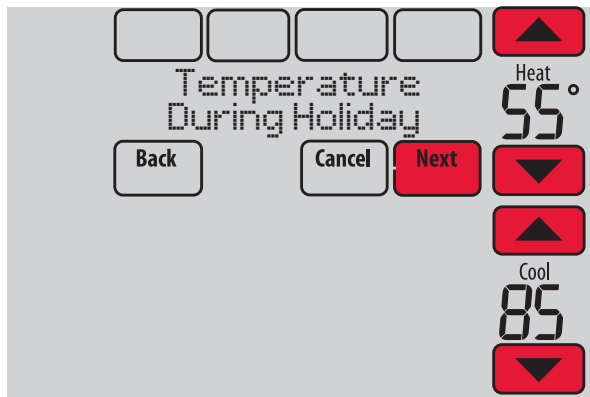 Temperature
During Holiday
Back Cancel Next
Heat
55°
Cool
85